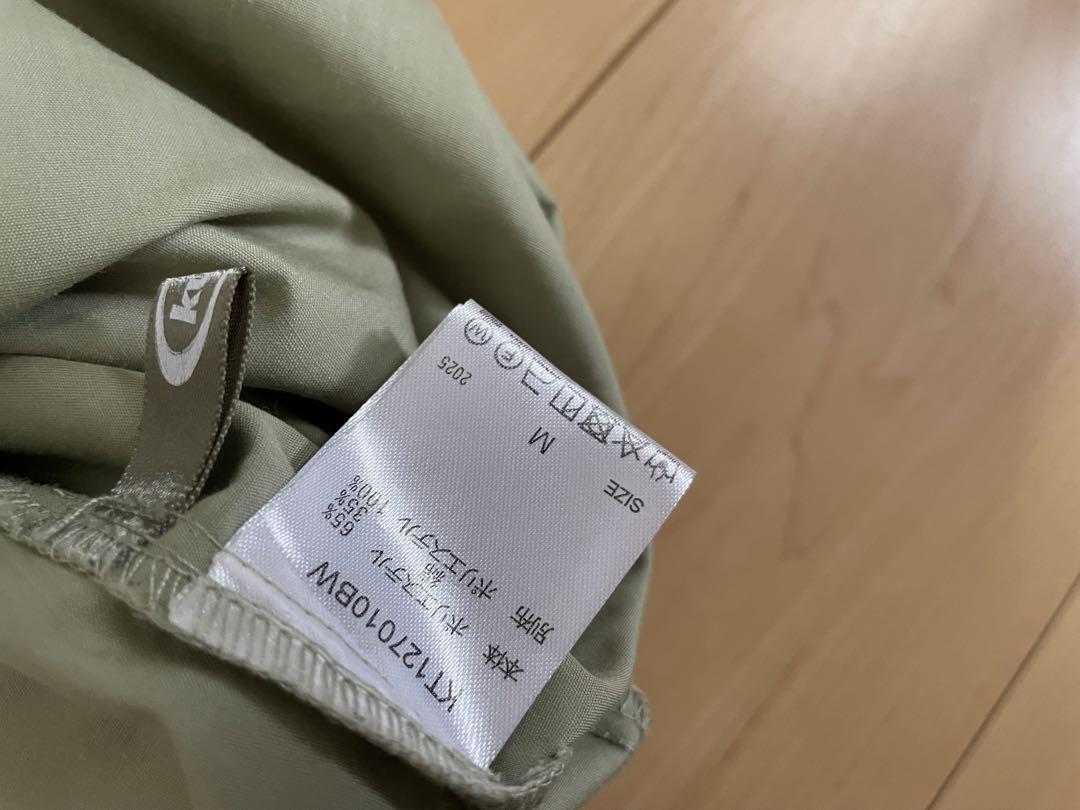 KT127010BW
本体 ポリエステル 65%
綿 35%
別布 ポリエステル 100%
SIZE
M
2025
F
W